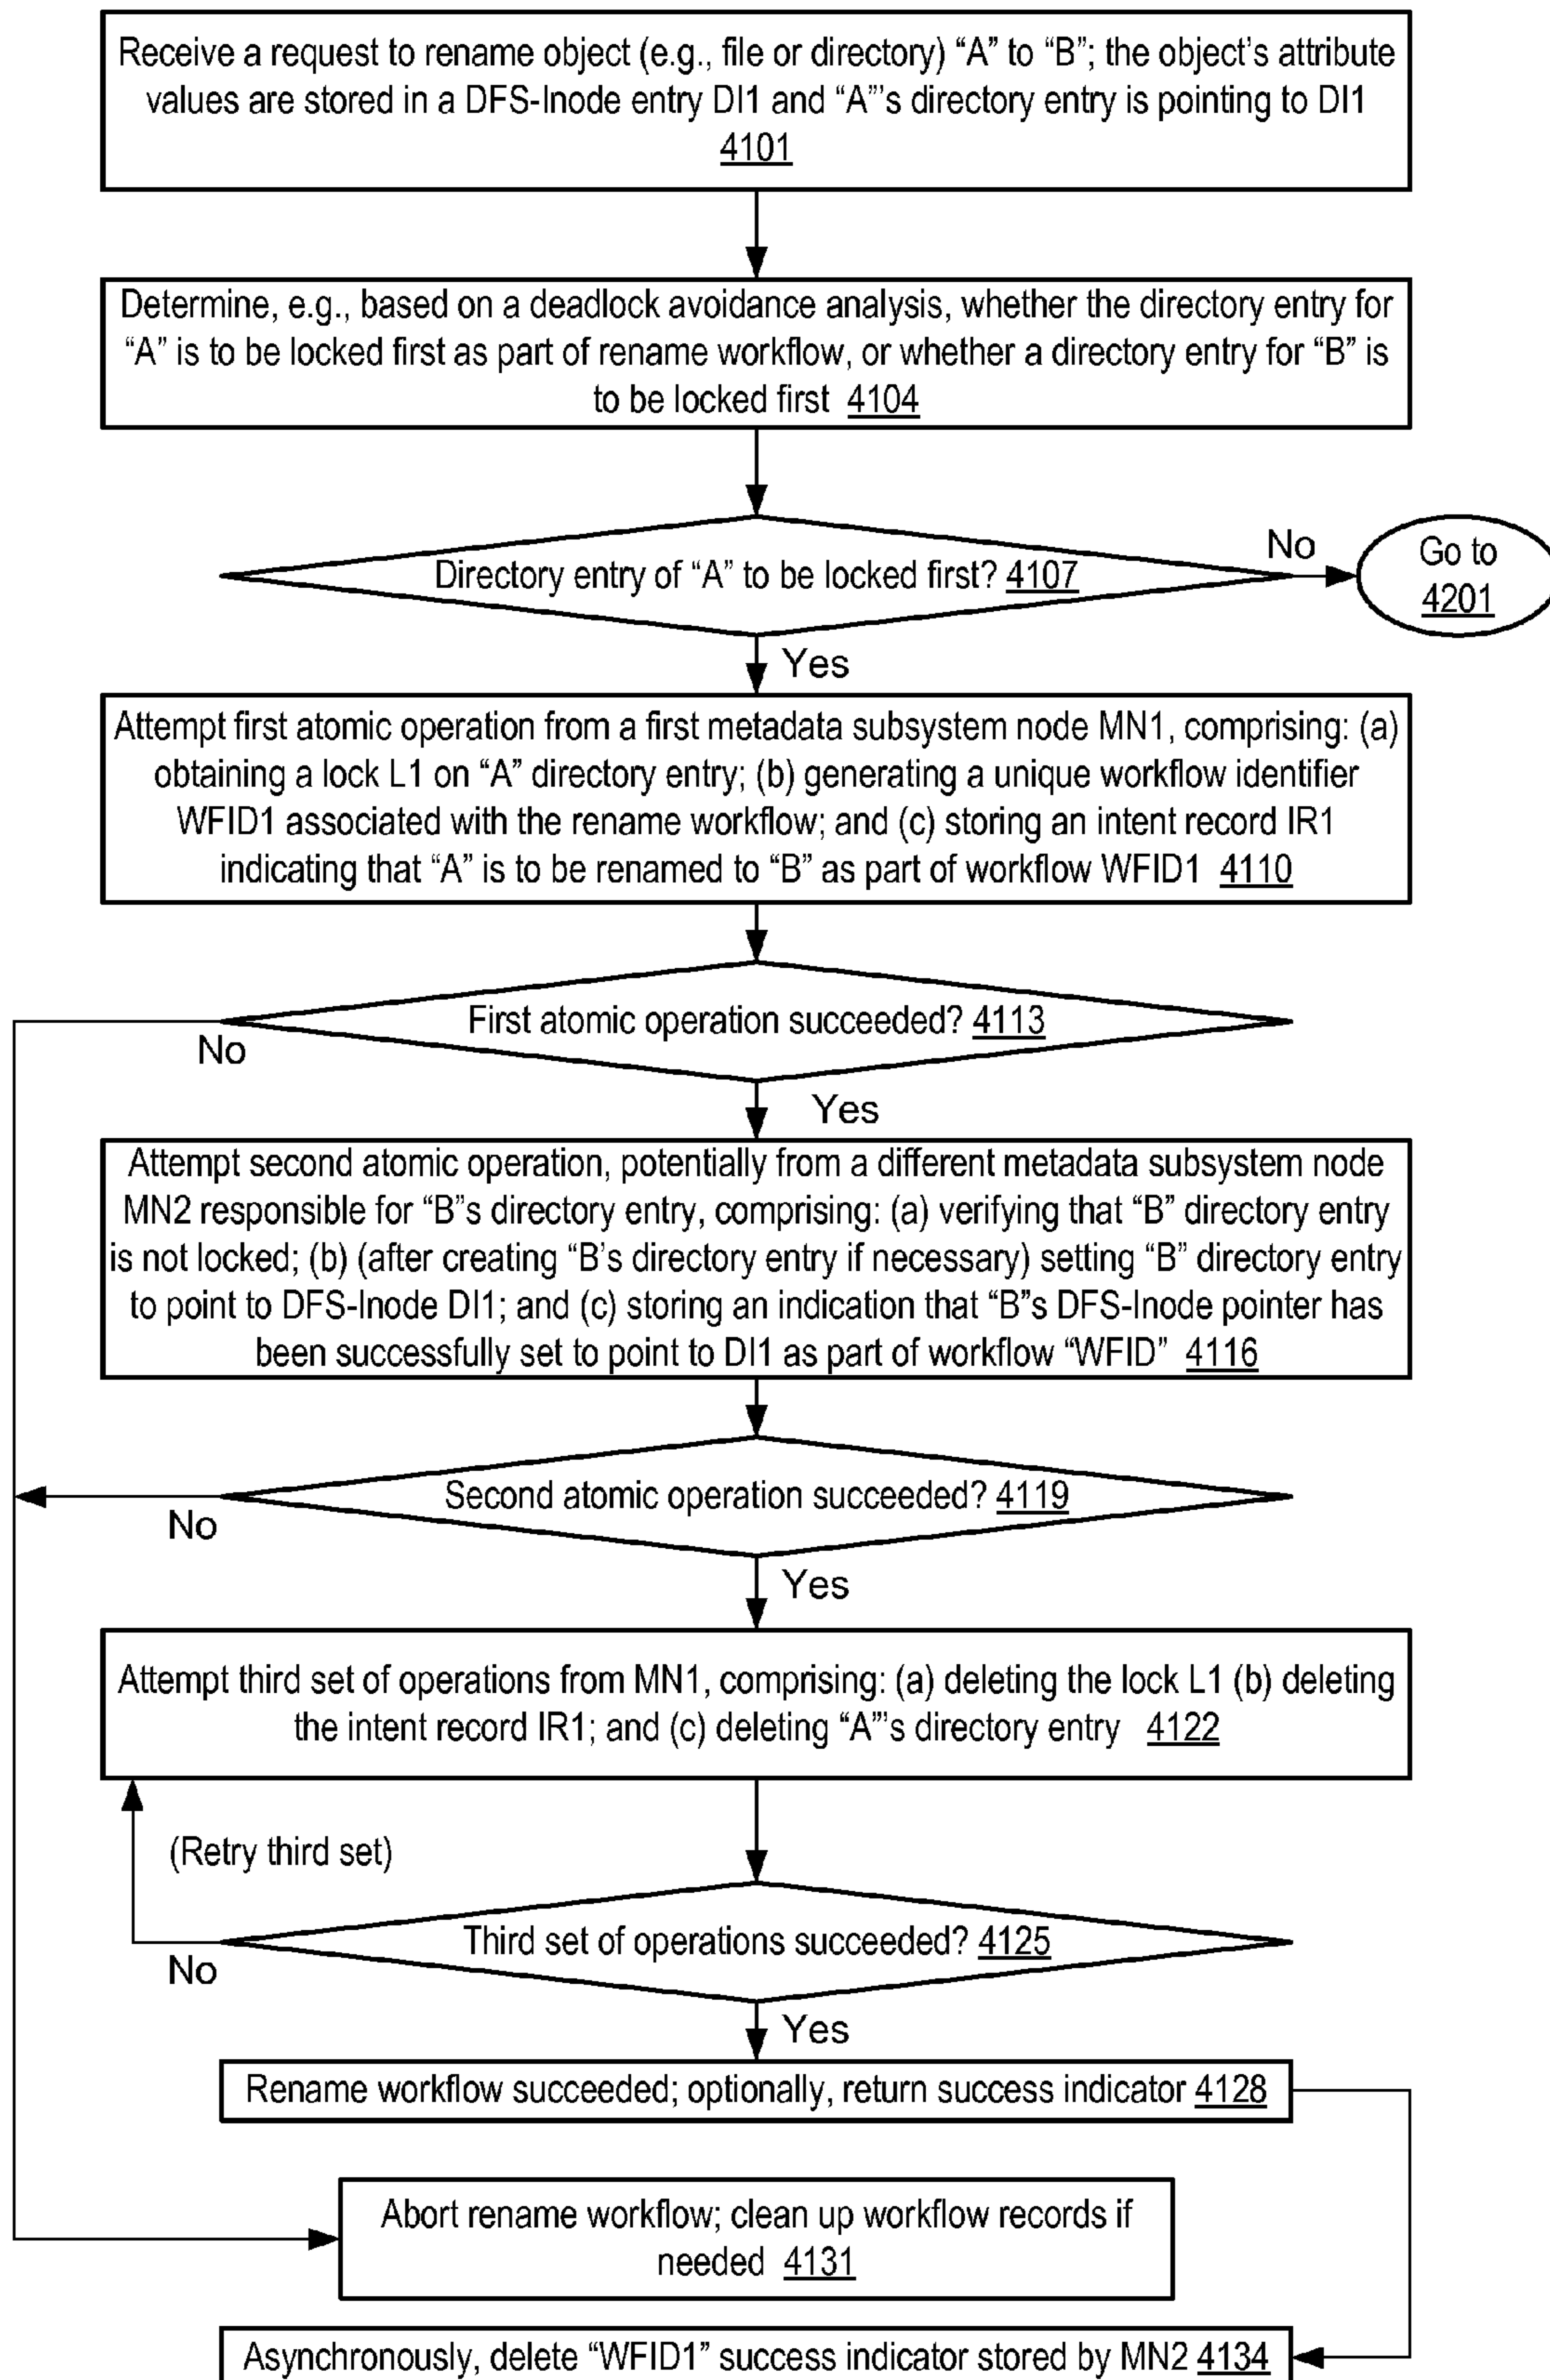 Receive a request to rename object (e.g., file or directory) “A” to “B”; the object’s attribute
values are stored in a DFS-Inode entry DI1 and “A”’s directory entry is pointing to DI1
4101
Determine, e.g., based on a deadlock avoidance analysis, whether the directory entry for
“A” is to be locked first as part of rename workflow, or whether a directory entry for “B” is
to be locked first 4104
Directory entry of “A” to be locked first? 4107
No
Go to
4201
Yes
Attempt first atomic operation from a first metadata subsystem node MN1, comprising: (a)
obtaining a lock L1 on “A” directory entry; (b) generating a unique workflow identifier
WFID1 associated with the rename workflow; and (c) storing an intent record IR1
indicating that “A” is to be renamed to “B” as part of workflow WFID1 4110
First atomic operation succeeded? 4113
No
Yes
Attempt second atomic operation, potentially from a different metadata subsystem node
MN2 responsible for “B”s directory entry, comprising: (a) verifying that “B” directory entry
is not locked; (b) (after creating “B’s directory entry if necessary) setting “B” directory entry
to point to DFS-Inode DI1; and (c) storing an indication that “B”s DFS-Inode pointer has
been successfully set to point to DI1 as part of workflow “WFID” 4116
Second atomic operation succeeded? 4119
No
Yes
Attempt third set of operations from MN1, comprising: (a) deleting the lock L1 (b) deleting
the intent record IR1; and (c) deleting “A”’s directory entry 4122
(Retry third set)
Third set of operations succeeded? 4125
No
Yes
Rename workflow succeeded; optionally, return success indicator 4128
Abort rename workflow; clean up workflow records if
needed 4131
Asynchronously, delete “WFID1” success indicator stored by MN2 4134